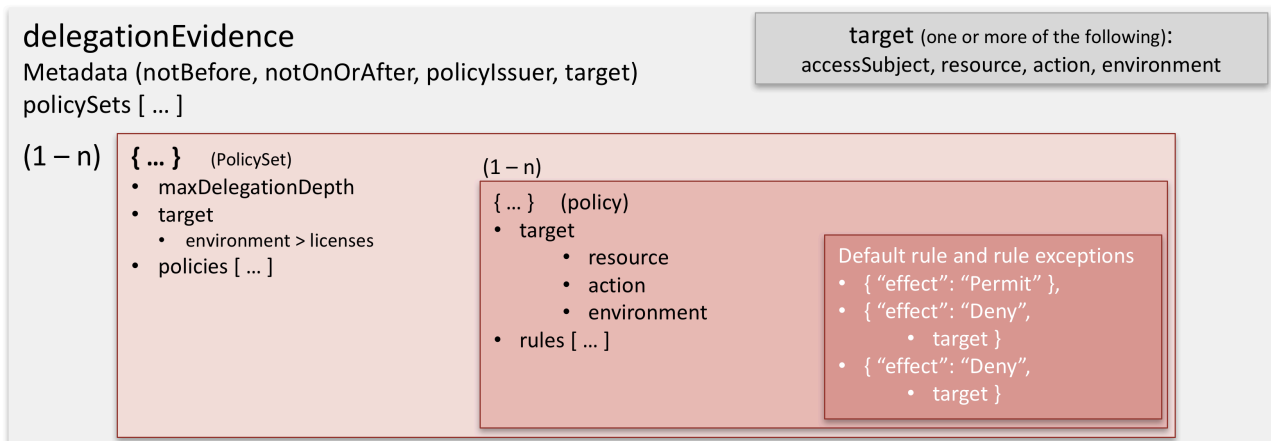 delegationEvidence
Metadata (notBefore, notOnOrAfter, policyIssuer, target)
policySets [ ... ]
target (one or more of the following):
accessSubject, resource, action, environment
(1 – n)
{ ... } (PolicySet)
• maxDelegationDepth
• target
• environment > licenses
• policies [ ... ]
(1 – n)
{ ... } (policy)
• target
• resource
• action
• environment
• rules [ ... ]
Default rule and rule exceptions
• { “effect”: “Permit” },
• { “effect”: “Deny”,
• target }
• { “effect”: “Deny”,
• target }